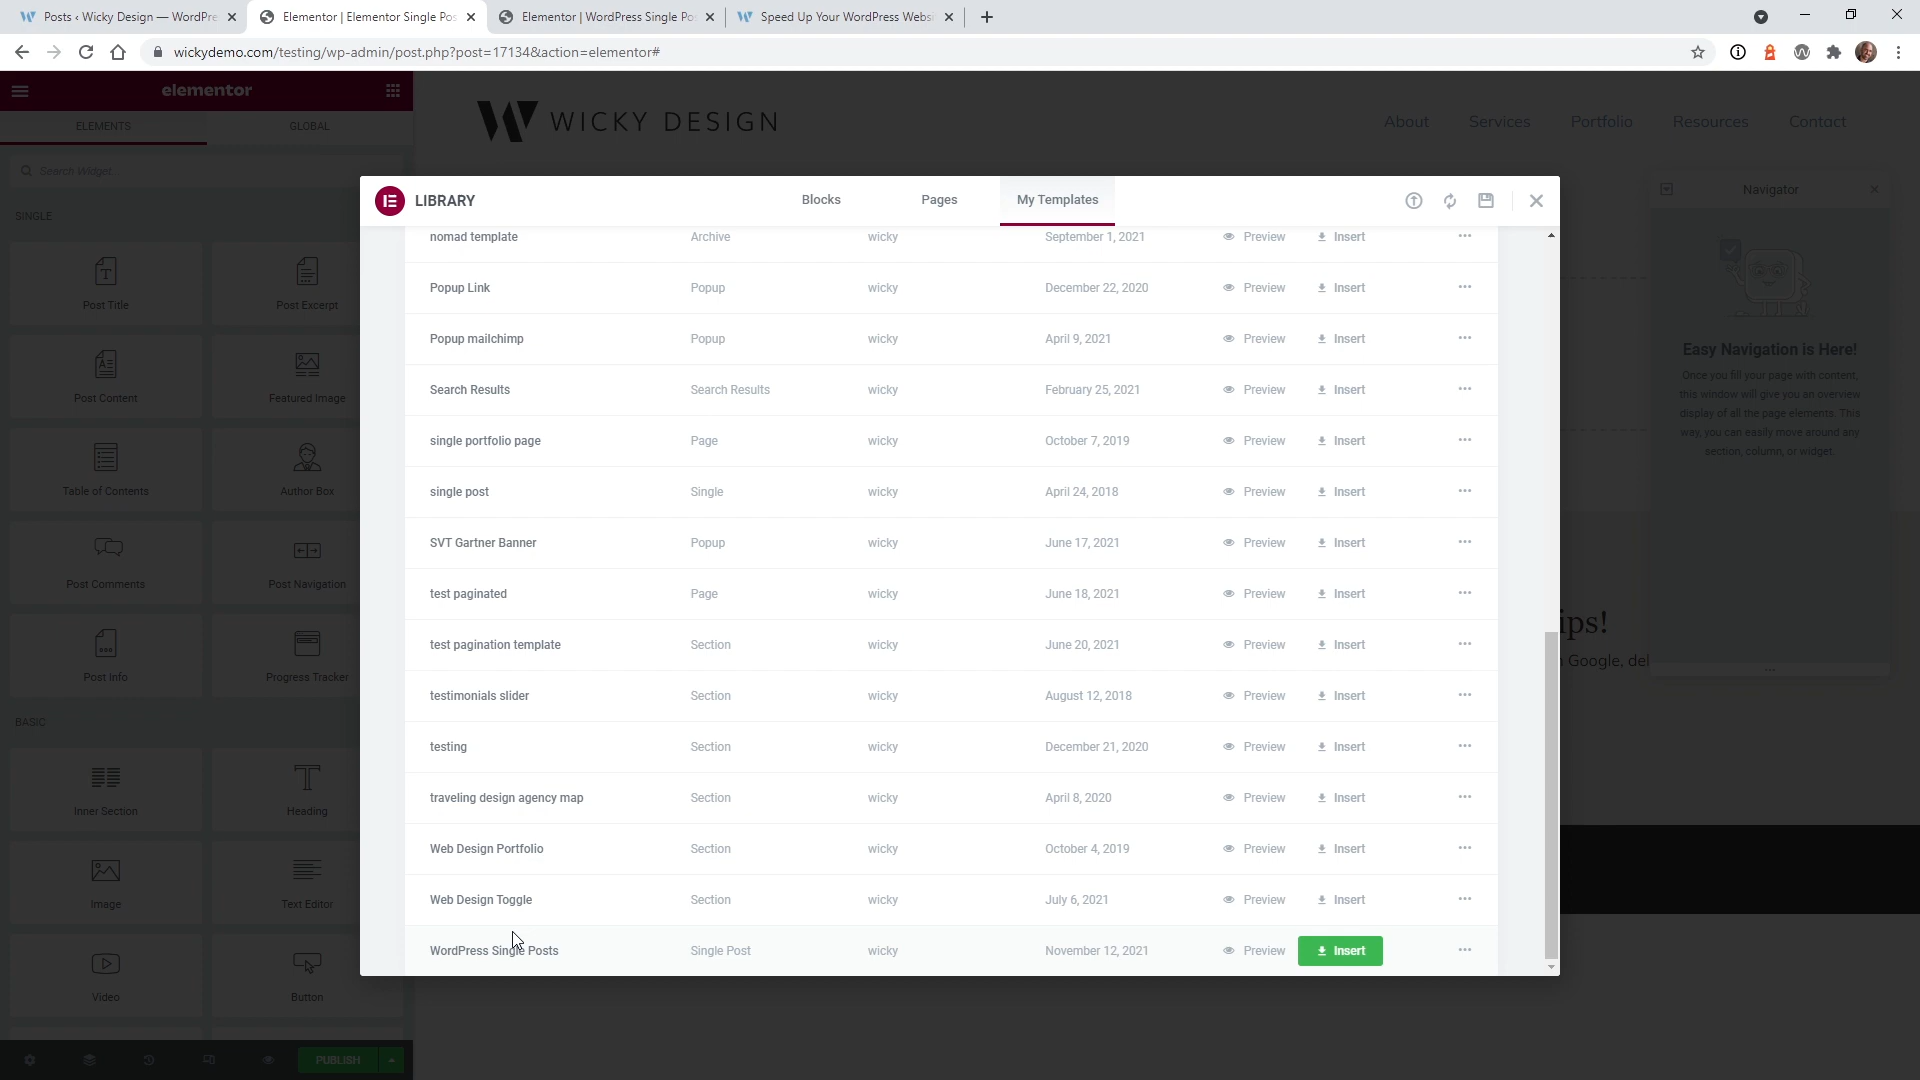 Posts ‹ Wicky Design — WordPre
Elementor | Elementor Single Pos
Elementor | WordPress Single Pos
Speed Up Your WordPress Websi
wickydemo.com/testing/wp-admin/post.php?post=17134&action=elementor#
elementor
ELEMENTS
GLOBAL
Search Widget...
SINGLE
Post Title
Post Excerpt
Post Content
Featured Image
Table of Contents
Author Box
Post Comments
Post Navigation
Post Info
Progress Tracker
BASIC
Inner Section
Heading
Image
Text Editor
Video
Button
PUBLISH
WICKY DESIGN
About
Services
Portfolio
Resources
Contact
LIBRARY
Blocks
Pages
My Templates
nomad template Archive wicky September 1, 2021 Preview Insert
Popup Link Popup wicky December 22, 2020 Preview Insert
Popup mailchimp Popup wicky April 9, 2021 Preview Insert
Search Results Search Results wicky February 25, 2021 Preview Insert
single portfolio page Page wicky October 7, 2019 Preview Insert
single post Single wicky April 24, 2018 Preview Insert
SVT Gartner Banner Popup wicky June 17, 2021 Preview Insert
test paginated Page wicky June 18, 2021 Preview Insert
test pagination template Section wicky June 20, 2021 Preview Insert
testimonials slider Section wicky August 12, 2018 Preview Insert
testing Section wicky December 21, 2020 Preview Insert
traveling design agency map Section wicky April 8, 2020 Preview Insert
Web Design Portfolio Section wicky October 4, 2019 Preview Insert
Web Design Toggle Section wicky July 6, 2021 Preview Insert
WordPress Single Posts Single Post wicky November 12, 2021 Preview Insert
Navigator
Easy Navigation is Here!
Once you fill your page with content,
this window will give you an overview
display of all the page elements. This
way, you can easily move around any
section, column, or widget.
ips!
n Google, del